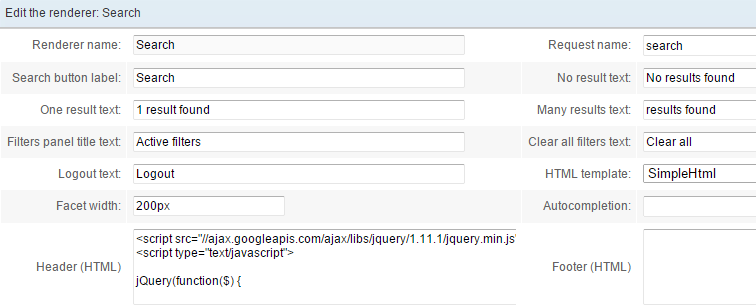 Edit the renderer: Search
Renderer name: Search Request name: search
Search button label: Search No result text: No results found
One result text: 1 result found Many results text: results found
Filters panel title text: Active filters Clear all filters text: Clear all
Logout text: Logout HTML template: SimpleHtml
Facet width: 200px Autocompletion:
<script src="//ajax.googleapis.com/ajax/libs/jquery/1.11.1/jquery.min.js"
<script type="text/javascript">
Header (HTML) Footer (HTML)
jQuery(function($) {